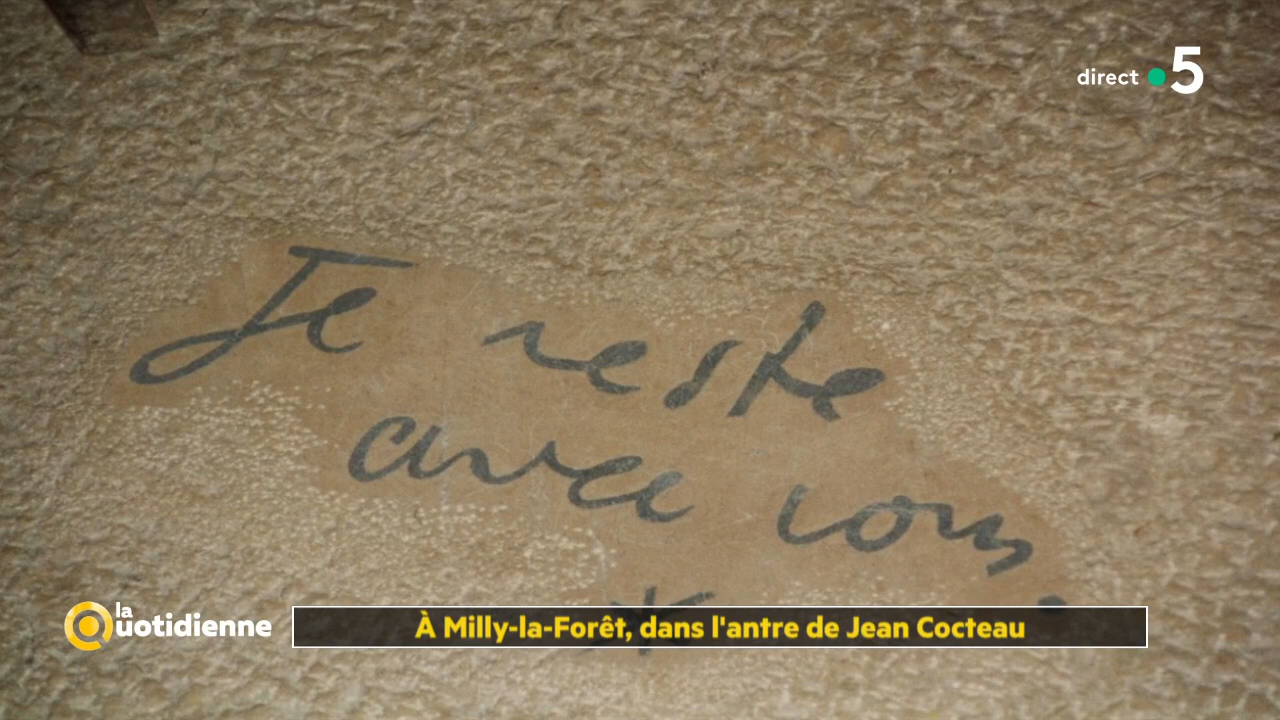 direct 5
Je reste
avec vous
la Quotidienne
À Milly-la-Forêt, dans l'antre de Jean Cocteau